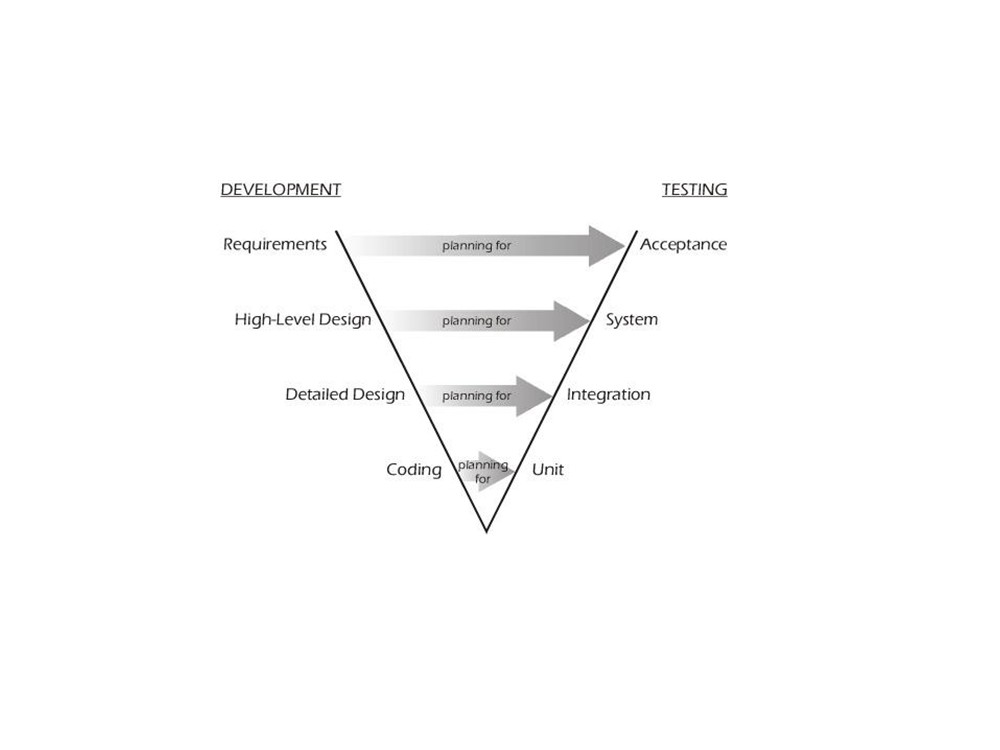 DEVELOPMENT TESTING
Requirements planning for Acceptance
High-Level Design planning for System
Detailed Design planning for Integration
Coding planning for Unit